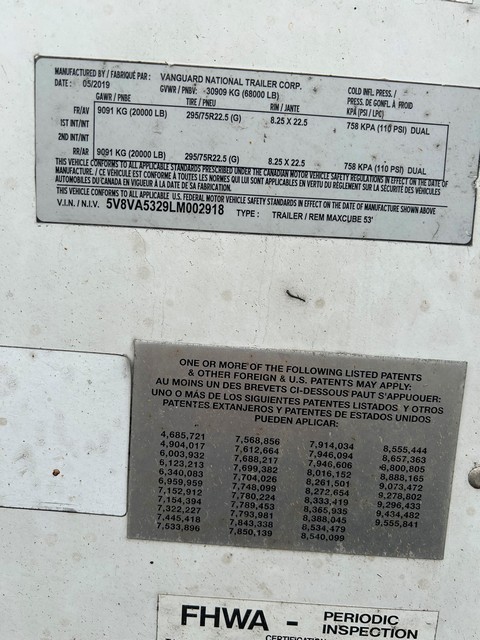 MANUFACTURED BY / FABRIQUÉ PAR : VANGUARD NATIONAL TRAILER CORP.
DATE : 05/2019 GVWR / PNBV: 30909 KG (68000 LB)
COLD INFL. PRESS. /
PRESS. DE GONFL. À FROID
KPA (PSI / LPC)
GAWR / PNBE TIRE / PNEU RIM / JANTE
FR/AV 9091 KG (20000 LB) 295/75R22.5 (G) 8.25 X 22.5 758 KPA (110 PSI) DUAL
1ST INT/INT
2ND INT/INT
RR/AR 9091 KG (20000 LB) 295/75R22.5 (G) 8.25 X 22.5 758 KPA (110 PSI) DUAL
THIS VEHICLE CONFORMS TO ALL APPLICABLE STANDARDS PRESCRIBED UNDER THE CANADIAN MOTOR VEHICLE SAFETY REGULATIONS IN EFFECT ON THE DATE OF
MANUFACTURE. / CE VÉHICULE EST CONFORME À TOUTES LES NORMES QUI LUI SONT APPLICABLES EN VERTU DU RÈGLEMENT SUR LA SÉCURITÉ DES VÉHICULES
AUTOMOBILES DU CANADA EN VIGUEUR À LA DATE DE SA FABRICATION.
THIS VEHICLE CONFORMS TO ALL APPLICABLE U.S. FEDERAL MOTOR VEHICLE SAFETY STANDARDS IN EFFECT ON THE DATE OF MANUFACTURE SHOWN ABOVE
V.I.N. / N.I.V. 5V8VA5329LM002918 TYPE : TRAILER / REM MAXCUBE 53'
ONE OR MORE OF THE FOLLOWING LISTED PATENTS
& OTHER FOREIGN & U.S. PATENTS MAY APPLY:
AU MOINS UN DES BREVETS CI-DESSOUS PAUT S'APPUOUER:
UNO O MÁS DE LOS SIGUIENTES PATENTES LISTADOS Y OTROS
PATENTES EXTANJEROS Y PATENTES DE ESTADOS UNIDOS
PUEDEN APLICAR:
4,685,721 7,568,856 7,914,034 8,555,444
4,904,017 7,612,664 7,946,094 8,657,363
6,003,932 7,688,217 7,946,606 8,800,805
6,123,213 7,699,382 8,016,152 8,888,165
6,340,083 7,704,026 8,261,501 9,073,472
6,959,959 7,748,099 8,272,654 9,278,802
7,152,912 7,780,224 8,333,419 9,296,433
7,154,394 7,789,453 8,365,935 9,434,482
7,322,227 7,793,981 8,388,045 9,555,841
7,445,418 7,843,338 8,534,479
7,533,896 7,850,139 8,540,099
FHWA - PERIODIC
INSPECTION